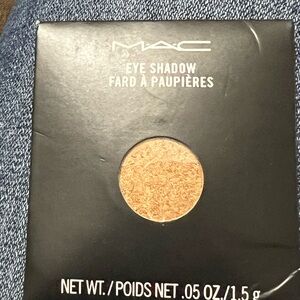 MAC
EYE SHADOW
FARD À PAUPIÈRES
NET WT./POIDS NET .05 OZ./1.5 g